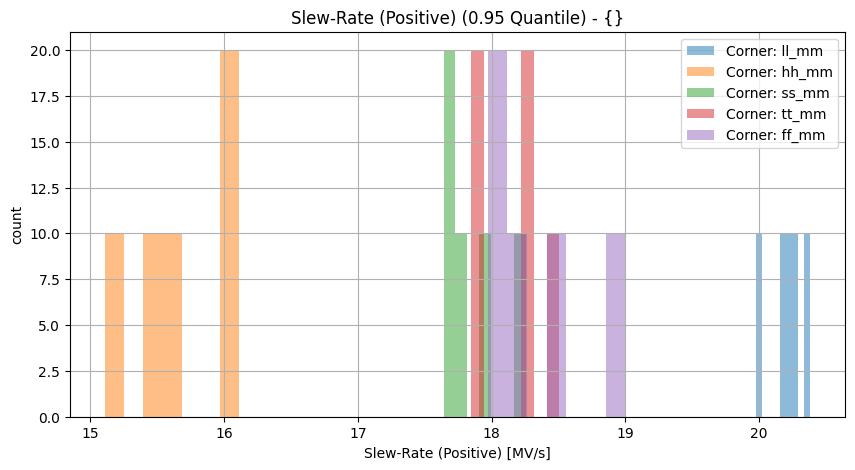 Slew-Rate (Positive) (0.95 Quantile) - {}
20.0
17.5
15.0
12.5
10.0
7.5
5.0
2.5
0.0
count
Corner: ll_mm
Corner: hh_mm
Corner: ss_mm
Corner: tt_mm
Corner: ff_mm
15
16
17
18
19
20
Slew-Rate (Positive) [MV/s]